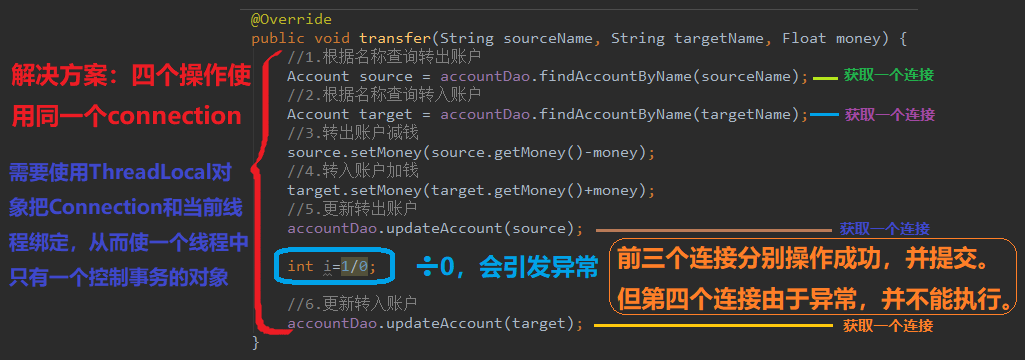 @Override
public void transfer(String sourceName, String targetName, Float money) {
//1.根据名称查询转出账户
Account source = accountDao.findAccountByName(sourceName);
获取一个连接
//2.根据名称查询转入账户
Account target = accountDao.findAccountByName(targetName);
获取一个连接
//3.转出账户减钱
source.setMoney(source.getMoney()-money);
//4.转入账户加钱
target.setMoney(target.getMoney()+money);
//5.更新转出账户
accountDao.updateAccount(source);
获取一个连接
int i=1/0;
÷0，会引发异常
//6.更新转入账户
accountDao.updateAccount(target);
获取一个连接
}
解决方案：四个操作使
用同一个connection
需要使用ThreadLocal对
象把Connection和当前线
程绑定，从而使一个线程中
只有一个控制事务的对象
前三个连接分别操作成功，并提交。
但第四个连接由于异常，并不能执行。